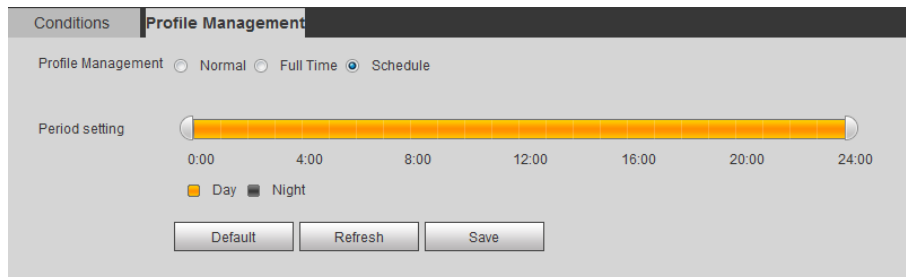 Conditions Profile Management
Profile Management Normal Full Time Schedule
Period setting
0:00 4:00 8:00 12:00 16:00 20:00 24:00
Day Night
Default Refresh Save